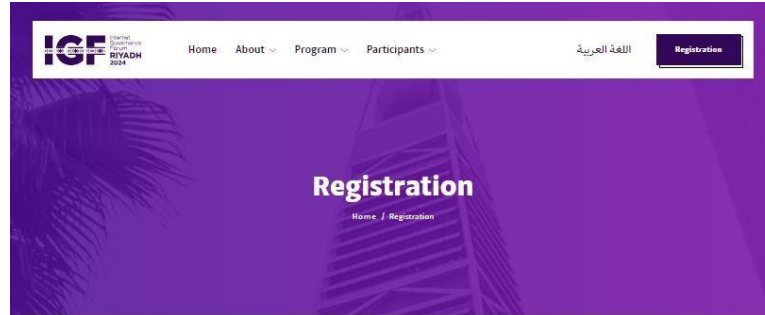 IGF
Internet
Governance
Forum
RIYADH
2024
Home About Program Participants اللغة العربية Registration
Registration
Home / Registration